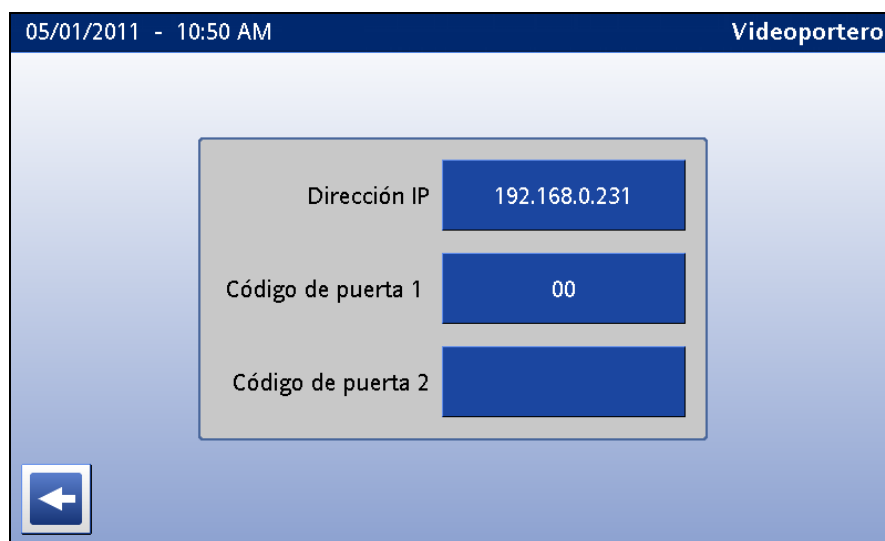 05/01/2011 - 10:50 AM Videoportero
Dirección IP 192.168.0.231
Código de puerta 1 00
Código de puerta 2